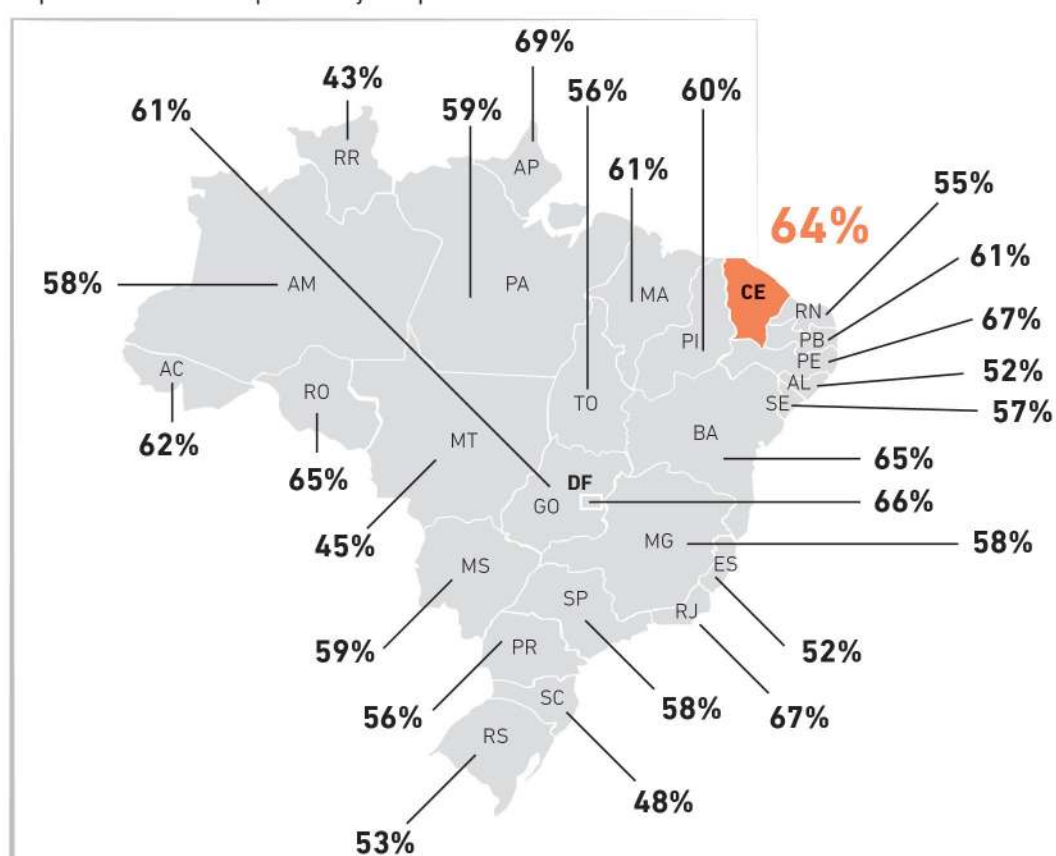 69%
43%
56%
60%
61%
59%
RR
AP
61%
55%
64%
61%
58%
AM
PA
MA
CE
RN
67%
PI
PB
PE
AC
RO
TO
AL
52%
SE
57%
62%
MT
BA
65%
65%
DF
66%
GO
45%
MG
58%
MS
ES
SP
RJ
59%
PR
52%
56%
SC
58%
67%
RS
48%
53%